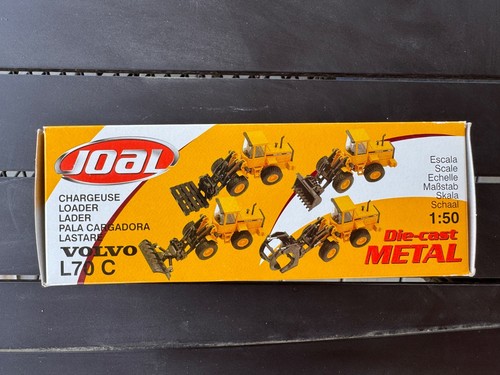 JOAL
CHARGEUSE
LOADER
LADER
PALA CARGADORA
LASTARE
VOLVO
L70 C
Escala
Scale
Echelle
Maßstab
Skala
Schaal
1:50
Die-cast
METAL